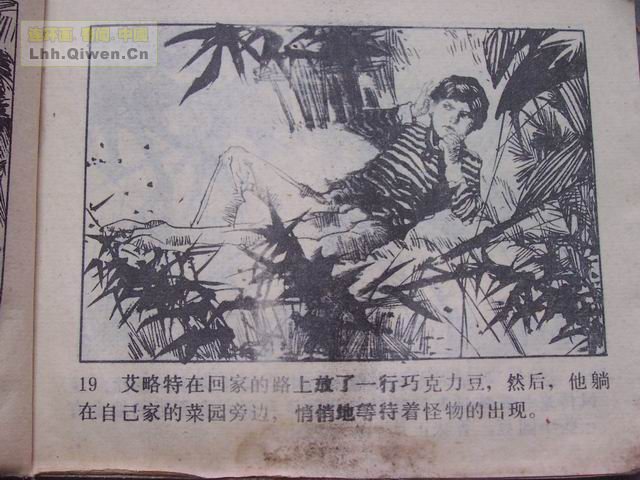 连环画.奇闻.中国
Lhh.Qiwen.Cn
19 艾略特在回家的路上放了一行巧克力豆，然后，他躺
在自己家的菜园旁边，悄悄地等待着怪物的出现。